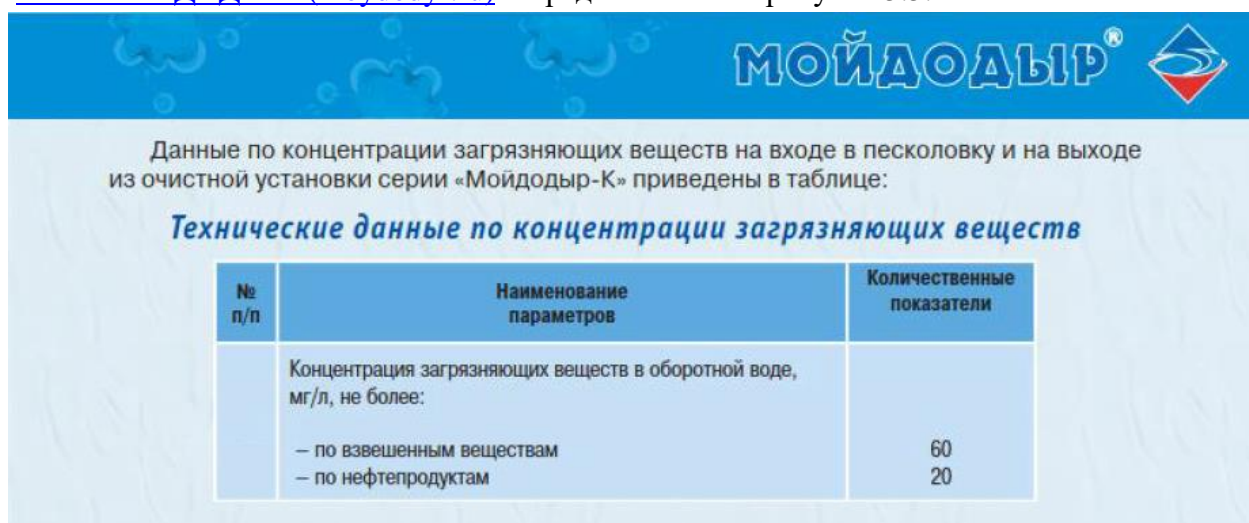 МОЙДОДЫР®
Данные по концентрации загрязняющих веществ на входе в песколовку и на выходе
из очистной установки серии «Мойдодыр-К» приведены в таблице:
Технические данные по концентрации загрязняющих веществ
№ п/п
Наименование параметров
Количественные показатели
Концентрация загрязняющих веществ в оборотной воде,
мг/л, не более:
– по взвешенным веществам 60
– по нефтепродуктам 20